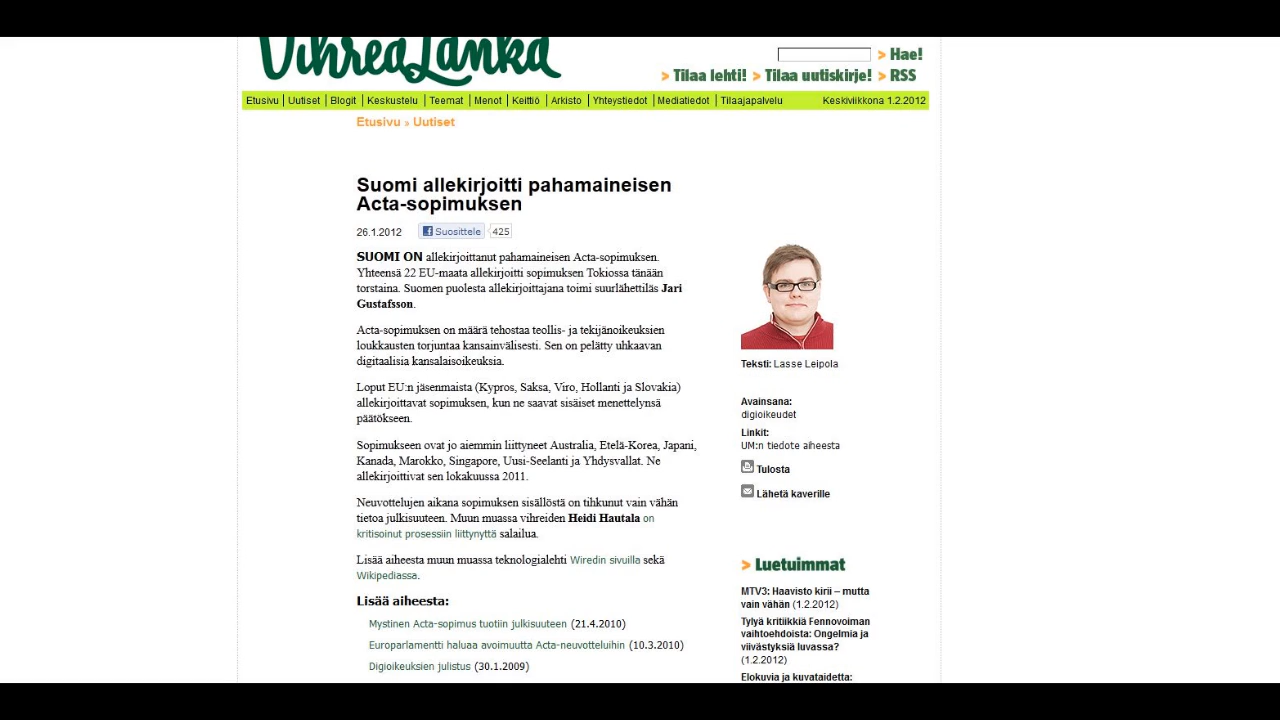 Vihreä Lanka
Hae!
Tilaa lehti! Tilaa uutiskirje! RSS
Etusivu Uutiset Blogit Keskustelu Teemat Menot Keittiö Arkisto Yhteystiedot Mediatiedot Tilaajapalvelu Keskiviikkona 1.2.2012
Etusivu » Uutiset
Suomi allekirjoitti pahamaineisen
Acta-sopimuksen
26.1.2012 Suosittele 425
SUOMI ON allekirjoittanut pahamaineisen Acta-sopimuksen.
Yhteensä 22 EU-maata allekirjoitti sopimuksen Tokiossa tänään
torstaina. Suomen puolesta allekirjoittajana toimi suurlähettiläs Jari
Gustafsson.
Acta-sopimuksen on määrä tehostaa teollis- ja tekijänoikeuksien
loukkausten torjuntaa kansainvälisesti. Sen on pelätty uhkaavan
digitaalisia kansalaisoikeuksia.
Loput EU:n jäsenmaista (Kypros, Saksa, Viro, Hollanti ja Slovakia)
allekirjoittavat sopimuksen, kun ne saavat sisäiset menettelynsä
päätökseen.
Sopimukseen ovat jo aiemmin liittyneet Australia, Etelä-Korea, Japani,
Kanada, Marokko, Singapore, Uusi-Seelanti ja Yhdysvallat. Ne
allekirjoittivat sen lokakuussa 2011.
Neuvottelujen aikana sopimuksen sisällöstä on tihkunut vain vähän
tietoa julkisuuteen. Muun muassa vihreiden Heidi Hautala on
kritisoinut prosessiin liittynyttä salailua.
Lisää aiheesta muun muassa teknologialehti Wiredin sivuilla sekä
Wikipediassa.
Lisää aiheesta:
Mystinen Acta-sopimus tuotiin julkisuuteen (21.4.2010)
Europarlamentti haluaa avoimuutta Acta-neuvotteluihin (10.3.2010)
Digioikeuksien julistus (30.1.2009)
Teksti: Lasse Leipola
Avainsana:
digioikeudet
Linkit:
UM:n tiedote aiheesta
Tulosta
Lähetä kaverille
Luetuimmat
MTV3: Haavisto kirii – mutta
vain vähän (1.2.2012)
Tylyä kritiikkiä Fennovoiman
vaihtoehdoista: Ongelmia ja
viivästyksiä luvassa?
(1.2.2012)
Elokuvia ja kuvataidetta: